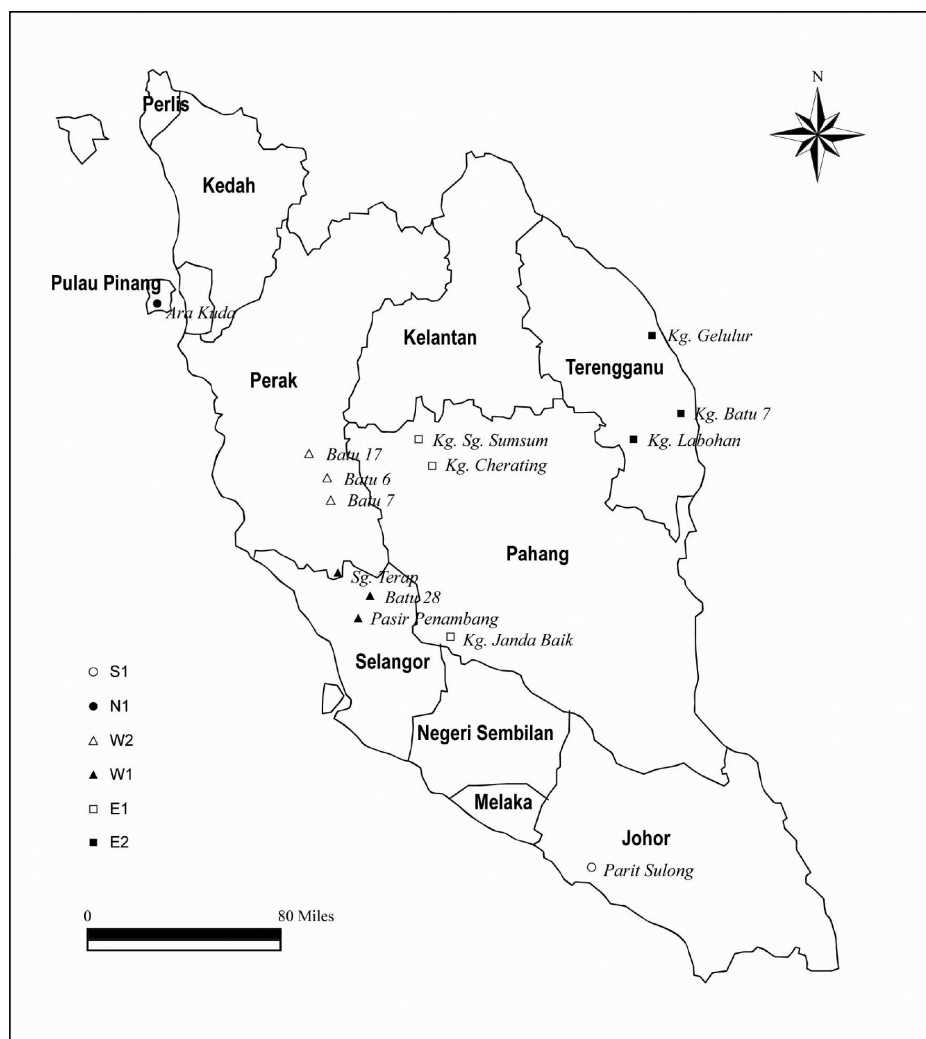 N
Perlis
Kedah
Pulau Pinang
Ara Kuda
Kelantan
Kg. Gelulur
Perak
Terengganu
Kg. Batu 7
Kg. Sg. Sumsum
Kg. Labohan
Batu 17
Kg. Cherating
Batu 6
Batu 7
Pahang
Sg. Terap
Batu 28
Pasir Penambang
Kg. Janda Baik
Selangor
S1
N1
Negeri Sembilan
W2
W1
Melaka
E1
Johor
E2
Parit Sulong
0 80 Miles